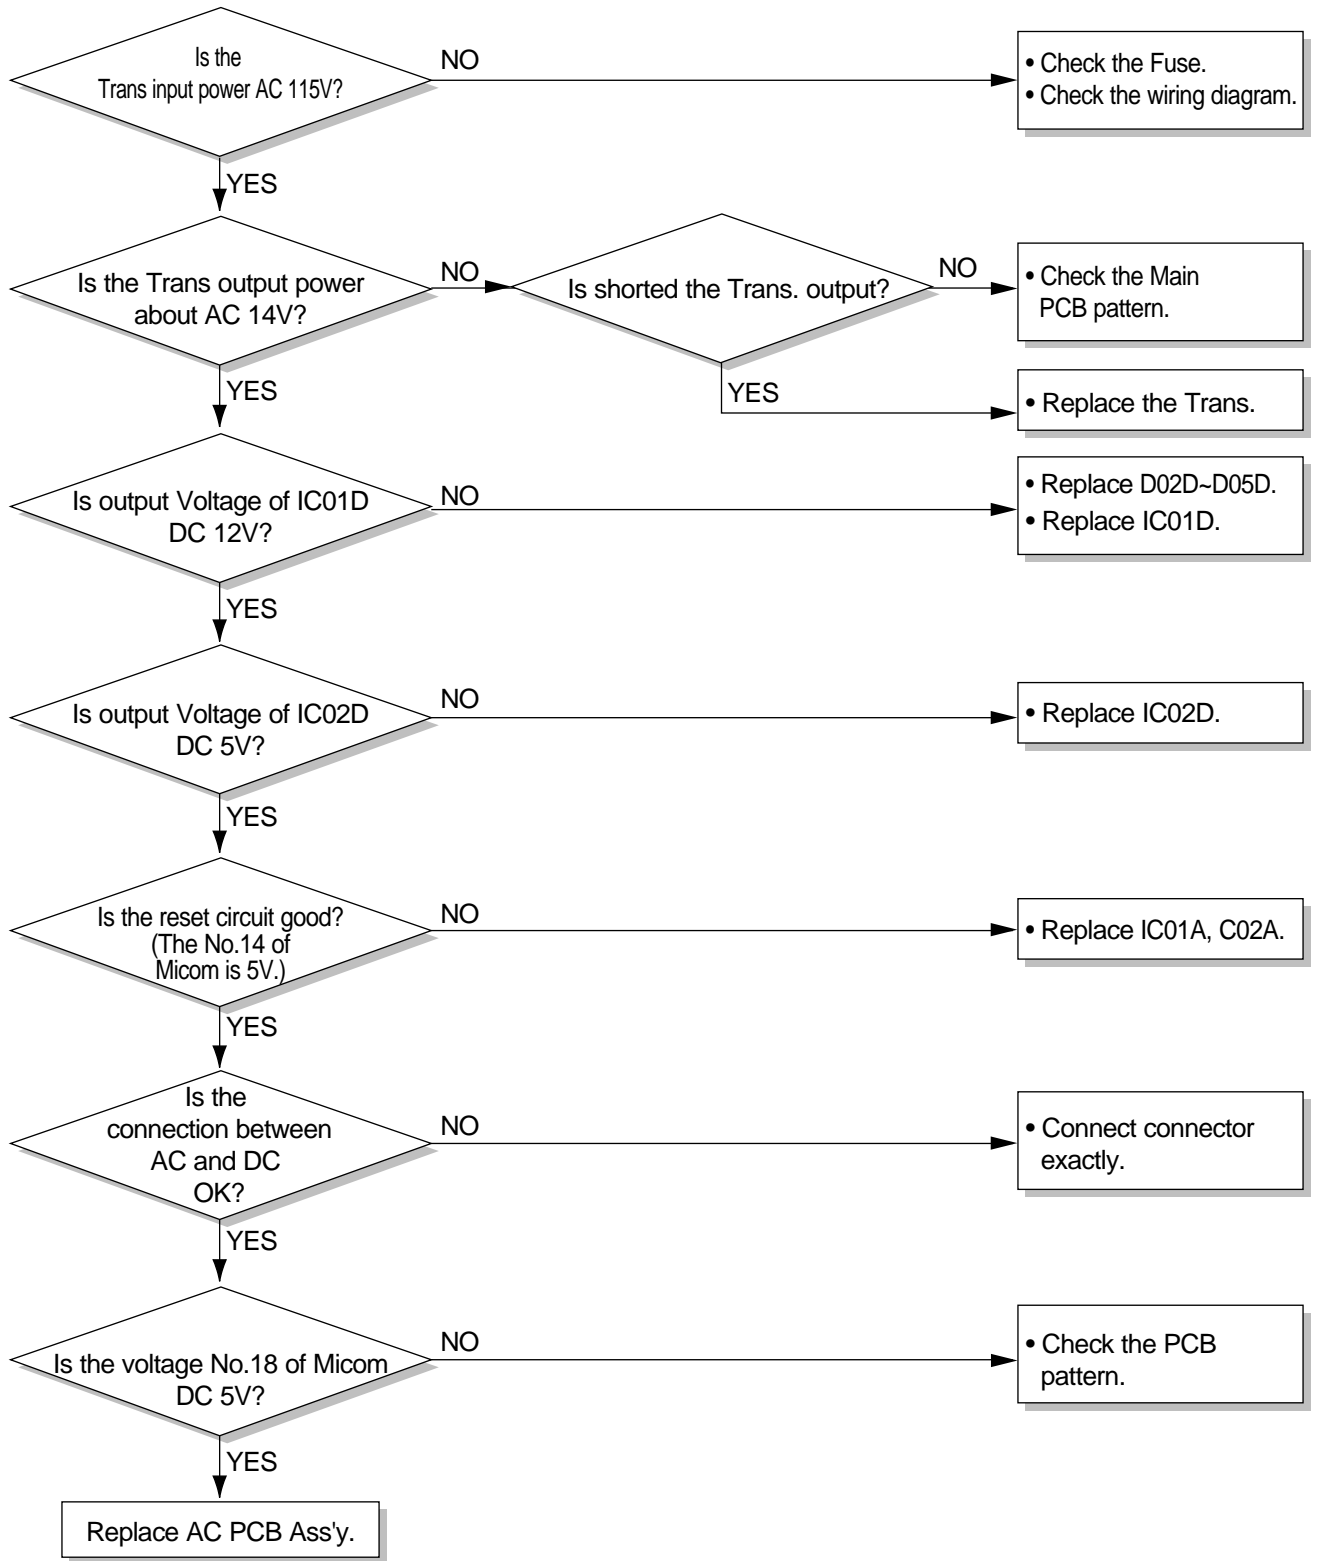 Is the
Trans input power AC 115V?
NO
• Check the Fuse.
• Check the wiring diagram.
YES
Is the Trans output power
about AC 14V?
NO
Is shorted the Trans. output?
NO
• Check the Main
PCB pattern.
YES
YES
• Replace the Trans.
Is output Voltage of IC01D
DC 12V?
NO
• Replace D02D~D05D.
• Replace IC01D.
YES
Is output Voltage of IC02D
DC 5V?
NO
• Replace IC02D.
YES
Is the reset circuit good?
(The No.14 of
Micom is 5V.)
NO
• Replace IC01A, C02A.
YES
Is the
connection between
AC and DC
OK?
NO
• Connect connector
exactly.
YES
Is the voltage No.18 of Micom
DC 5V?
NO
• Check the PCB
pattern.
YES
Replace AC PCB Ass'y.